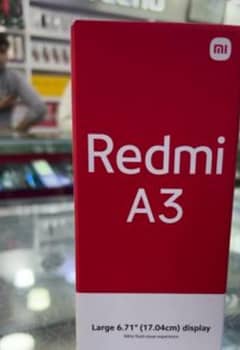 mi
Redmi
A3
Large 6.71" (17.04cm) display